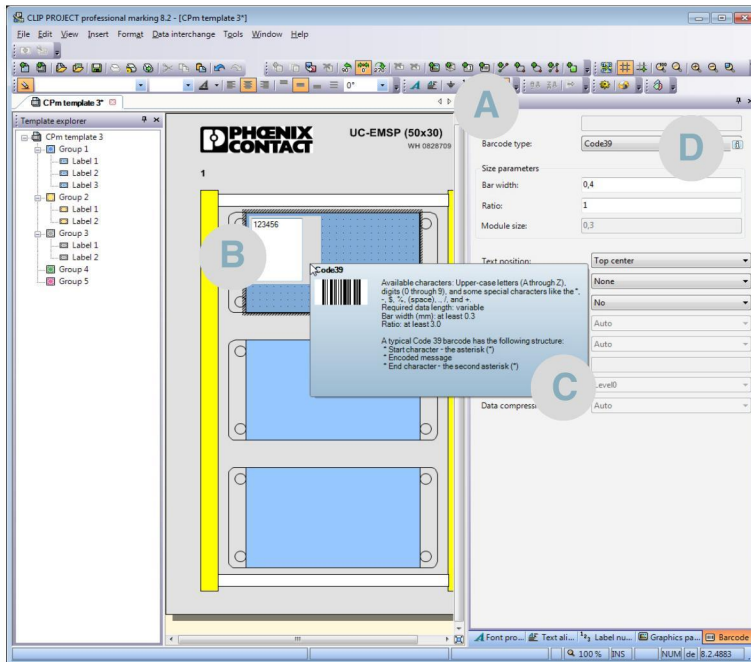 CLIP PROJECT professional marking 8.2 - [CPm template 3*]
File Edit View Insert Format Data interchange Tools Window Help
0°
CPm template 3*
Template explorer
CPm template 3
Group 1
Label 1
Label 2
Label 3
Group 2
Label 1
Label 2
Group 3
Label 1
Label 2
Group 4
Group 5
PHŒNIX
CONTACT
UC-EMSP (50x30)
WH 0828709
1
123456
A
B
C
D
Code39
Available characters: Upper-case letters (A through Z),
digits (0 through 9), and some special characters like the *,
-, $, %, (space), ., /, and +.
Required data length: variable
Bar width (mm): at least 0.3
Ratio: at least 3.0
A typical Code 39 barcode has the following structure:
* Start character - the asterisk (*)
* Encoded message
* End character - the second asterisk (*)
Barcode type: Code39
Size parameters
Bar width: 0,4
Ratio: 1
Module size: 0,3
Text position: Top center
None
No
Auto
Auto
Level0
Data compress Auto
Font pro... Text ali... Label nu... Graphics pa... Barcode
100 % INS NUM de 8.2.4883